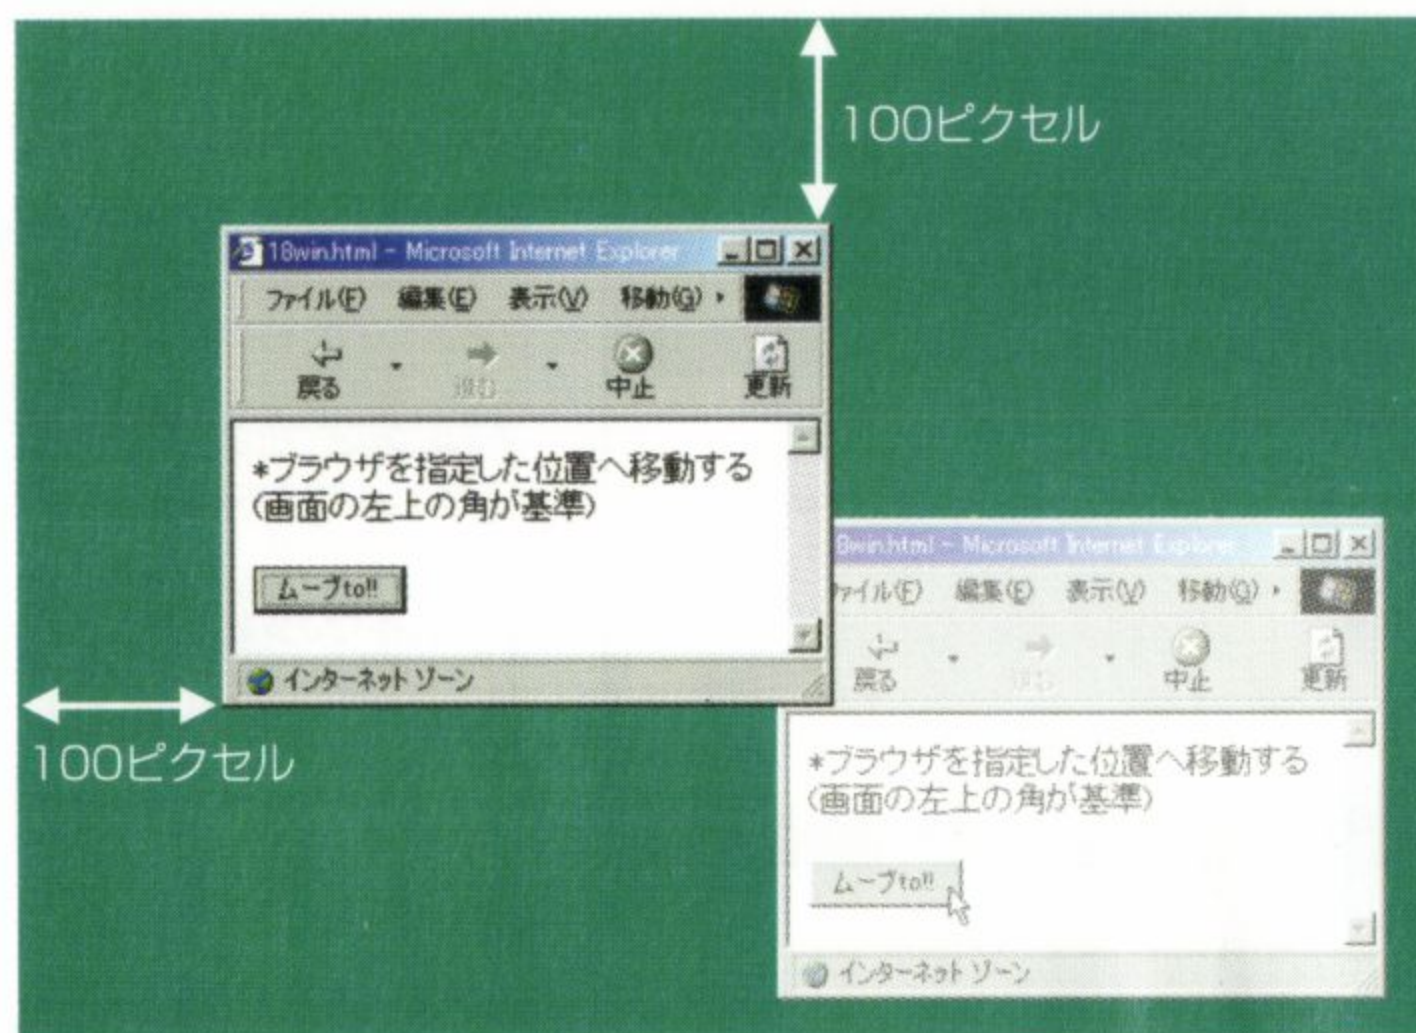 100ピクセル
18win.html - Microsoft Internet Explorer
ファイル(F) 編集(E) 表示(V) 移動(G)
戻る 進む 中止 更新
*ブラウザを指定した位置へ移動する
(画面の左上の角が基準)
ムーブto!!
インターネット ゾーン
100ピクセル
8win.html - Microsoft Internet Explorer
ァイル(F) 編集(E) 表示(V) 移動(G)
戻る 進む 中止 更新
*ブラウザを指定した位置へ移動する
(画面の左上の角が基準)
ムーブto!!
インターネット ゾーン